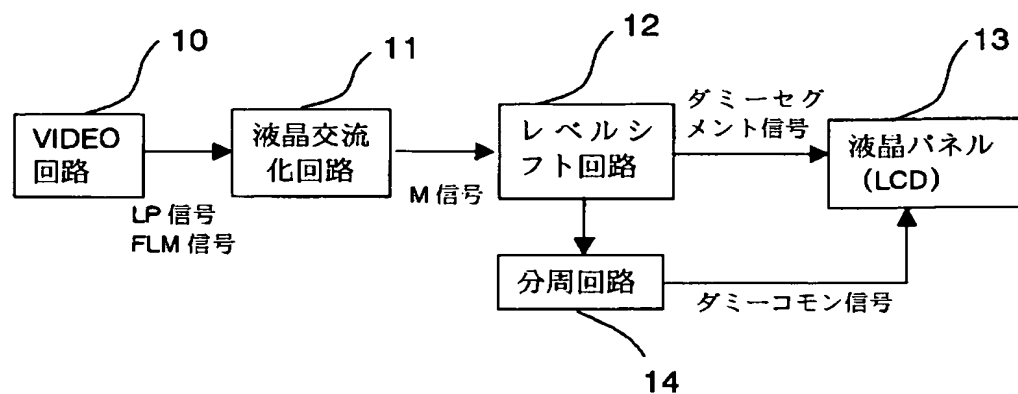 10
11
12
13
VIDEO
回路
液晶交流
化回路
レベルシ
フト回路
ダミーセグ
メント信号
液晶パネル
(LCD)
LP 信号
FLM 信号
M 信号
分周回路
ダミーコモン信号
14